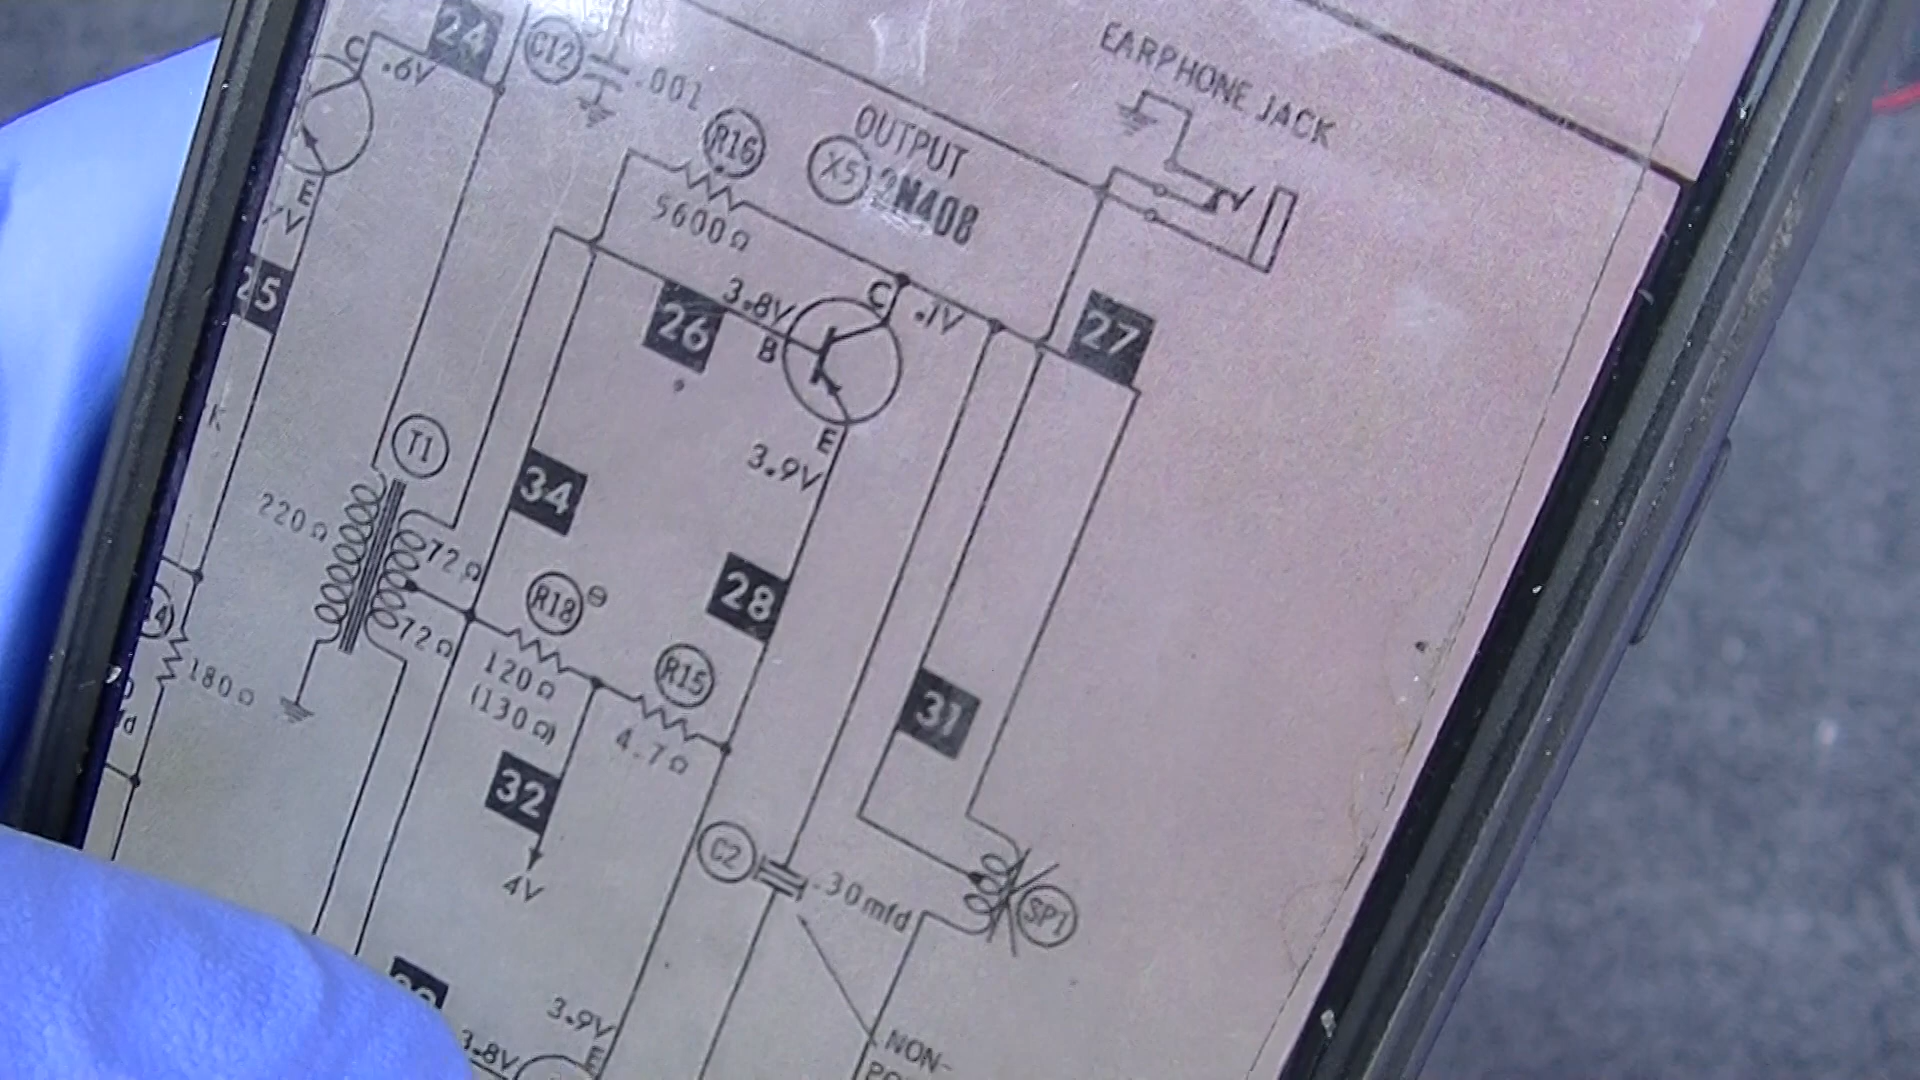 24
C12
.001
C
.6V
E
25
K
EARPHONE JACK
OUTPUT
X5 2N408
R16
5600Ω
C
.1V
3.8V
B
26
27
E
3.9V
T1
220Ω
72Ω
72Ω
34
28
R18 ⊖
120Ω
(130Ω)
R15
4.7Ω
180Ω
31
32
4V
C2
.30mfd
SP1
3.9V
E
3.8V
NON-